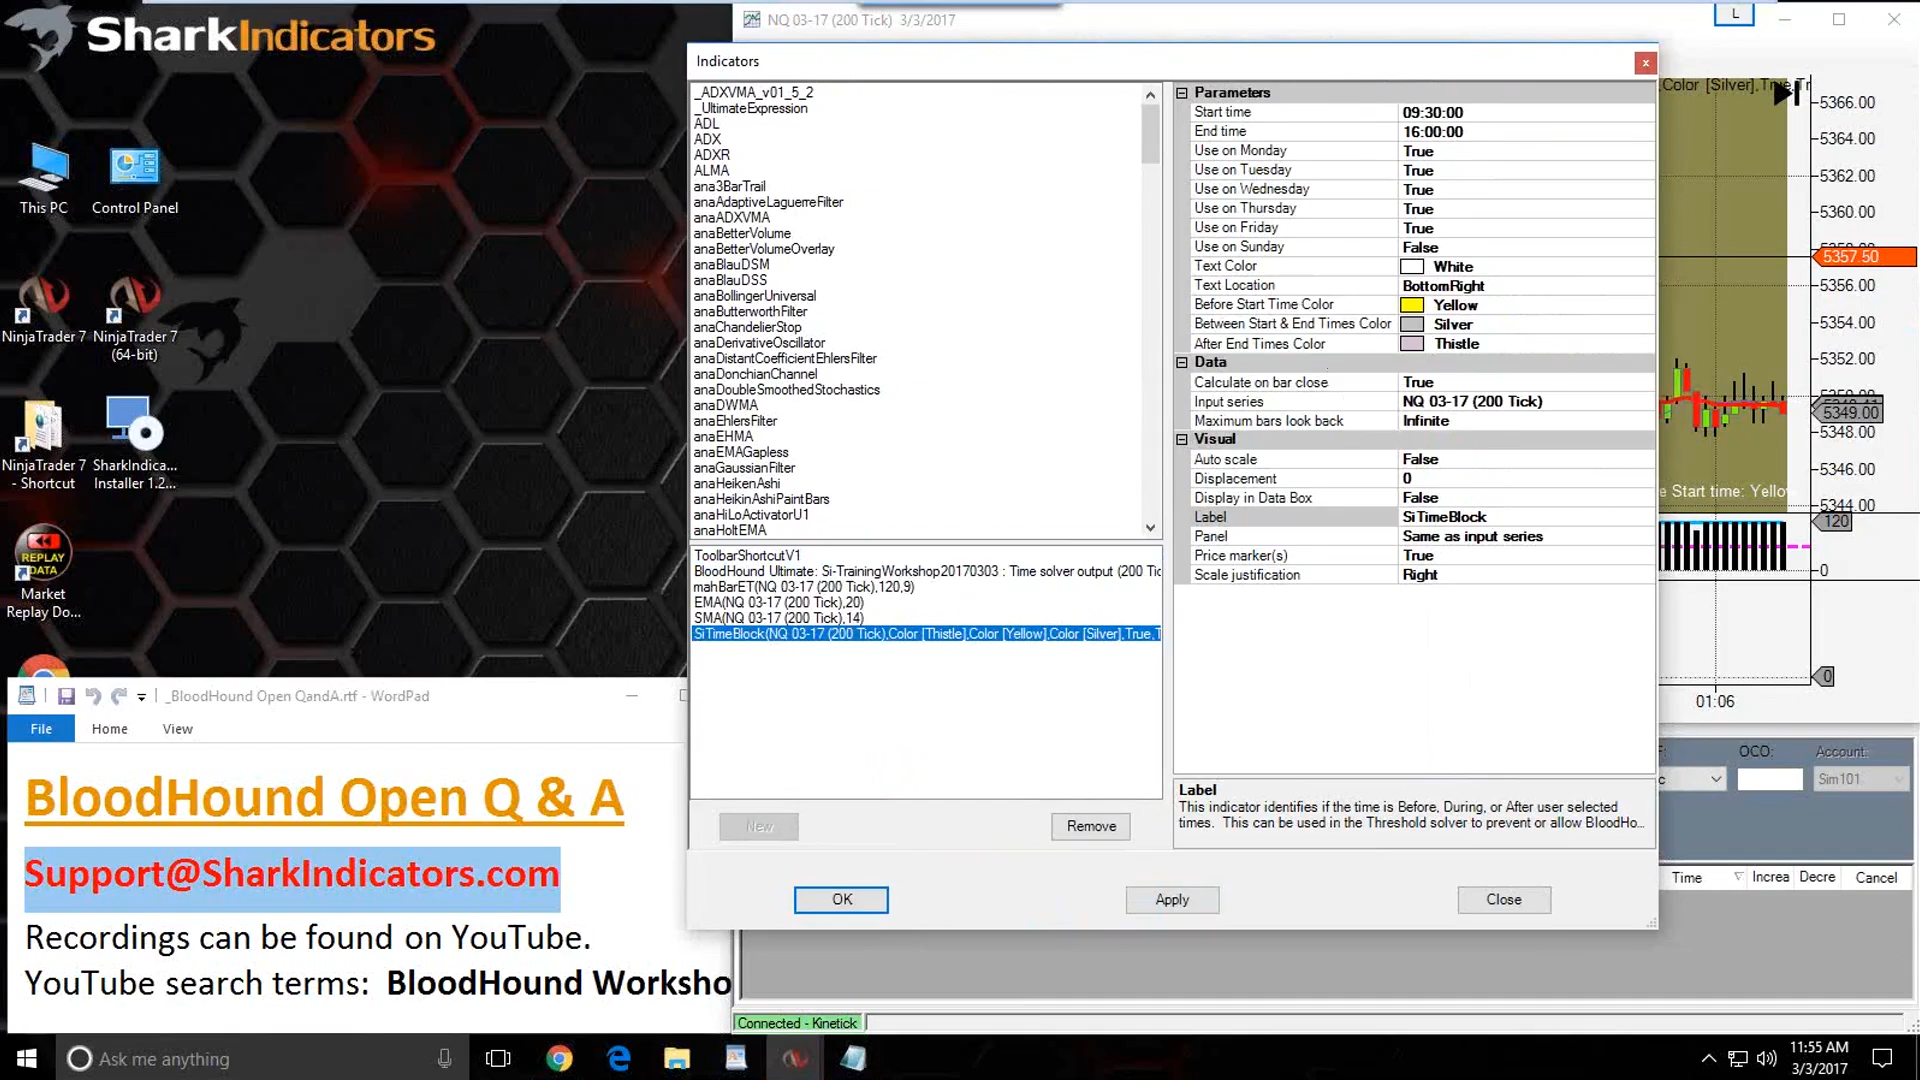 SharkIndicators
This PC
Control Panel
NinjaTrader 7
NinjaTrader 7
(64-bit)
NinjaTrader 7
- Shortcut
SharkIndica...
Installer 1.2...
REPLAY
DATA
Market
Replay Do...
_BloodHound Open QandA.rtf - WordPad
File
Home
View
BloodHound Open Q & A
Support@SharkIndicators.com
Recordings can be found on YouTube.
YouTube search terms: BloodHound Worksho
NQ 03-17 (200 Tick) 3/3/2017
L
Indicators
x
_ADXVMA_v01_5_2
_UltimateExpression
ADL
ADX
ADXR
ALMA
ana3BarTrail
anaAdaptiveLaguerreFilter
anaADXVMA
anaBetterVolume
anaBetterVolumeOverlay
anaBlauDSM
anaBlauDSS
anaBollingerUniversal
anaButterworthFilter
anaChandelierStop
anaDerivativeOscillator
anaDistantCoefficientEhlersFilter
anaDonchianChannel
anaDoubleSmoothedStochastics
anaDWMA
anaEhlersFilter
anaEHMA
anaEMAGapless
anaGaussianFilter
anaHeikenAshi
anaHeikinAshiPaintBars
anaHiLoActivatorU1
anaHoltEMA
ToolbarShortcutV1
BloodHound Ultimate: Si-TrainingWorkshop20170303 : Time solver output (200 Tic
mahBarET(NQ 03-17 (200 Tick),120,9)
EMA(NQ 03-17 (200 Tick),20)
SMA(NQ 03-17 (200 Tick),14)
SiTimeBlock(NQ 03-17 (200 Tick),Color [Thistle],Color [Yellow],Color [Silver],True,T
New
Remove
Parameters
Start time 09:30:00
End time 16:00:00
Use on Monday True
Use on Tuesday True
Use on Wednesday True
Use on Thursday True
Use on Friday True
Use on Sunday False
Text Color White
Text Location BottomRight
Before Start Time Color Yellow
Between Start & End Times Color Silver
After End Times Color Thistle
Data
Calculate on bar close True
Input series NQ 03-17 (200 Tick)
Maximum bars look back Infinite
Visual
Auto scale False
Displacement 0
Display in Data Box False
Label SiTimeBlock
Panel Same as input series
Price marker(s) True
Scale justification Right
Label
This indicator identifies if the time is Before, During, or After user selected
times. This can be used in the Threshold solver to prevent or allow BloodHo...
OK
Apply
Close
,Color [Silver],True,Tr
5366.00
5364.00
5362.00
5360.00
5357.50
5356.00
5354.00
5352.00
5349.00
5348.00
5346.00
e Start time: Yellow
5344.00
120
0
0
01:06
OCO:
Account:
Sim101
Time
Increa
Decre
Cancel
Connected - Kinetick
Ask me anything
11:55 AM
3/3/2017